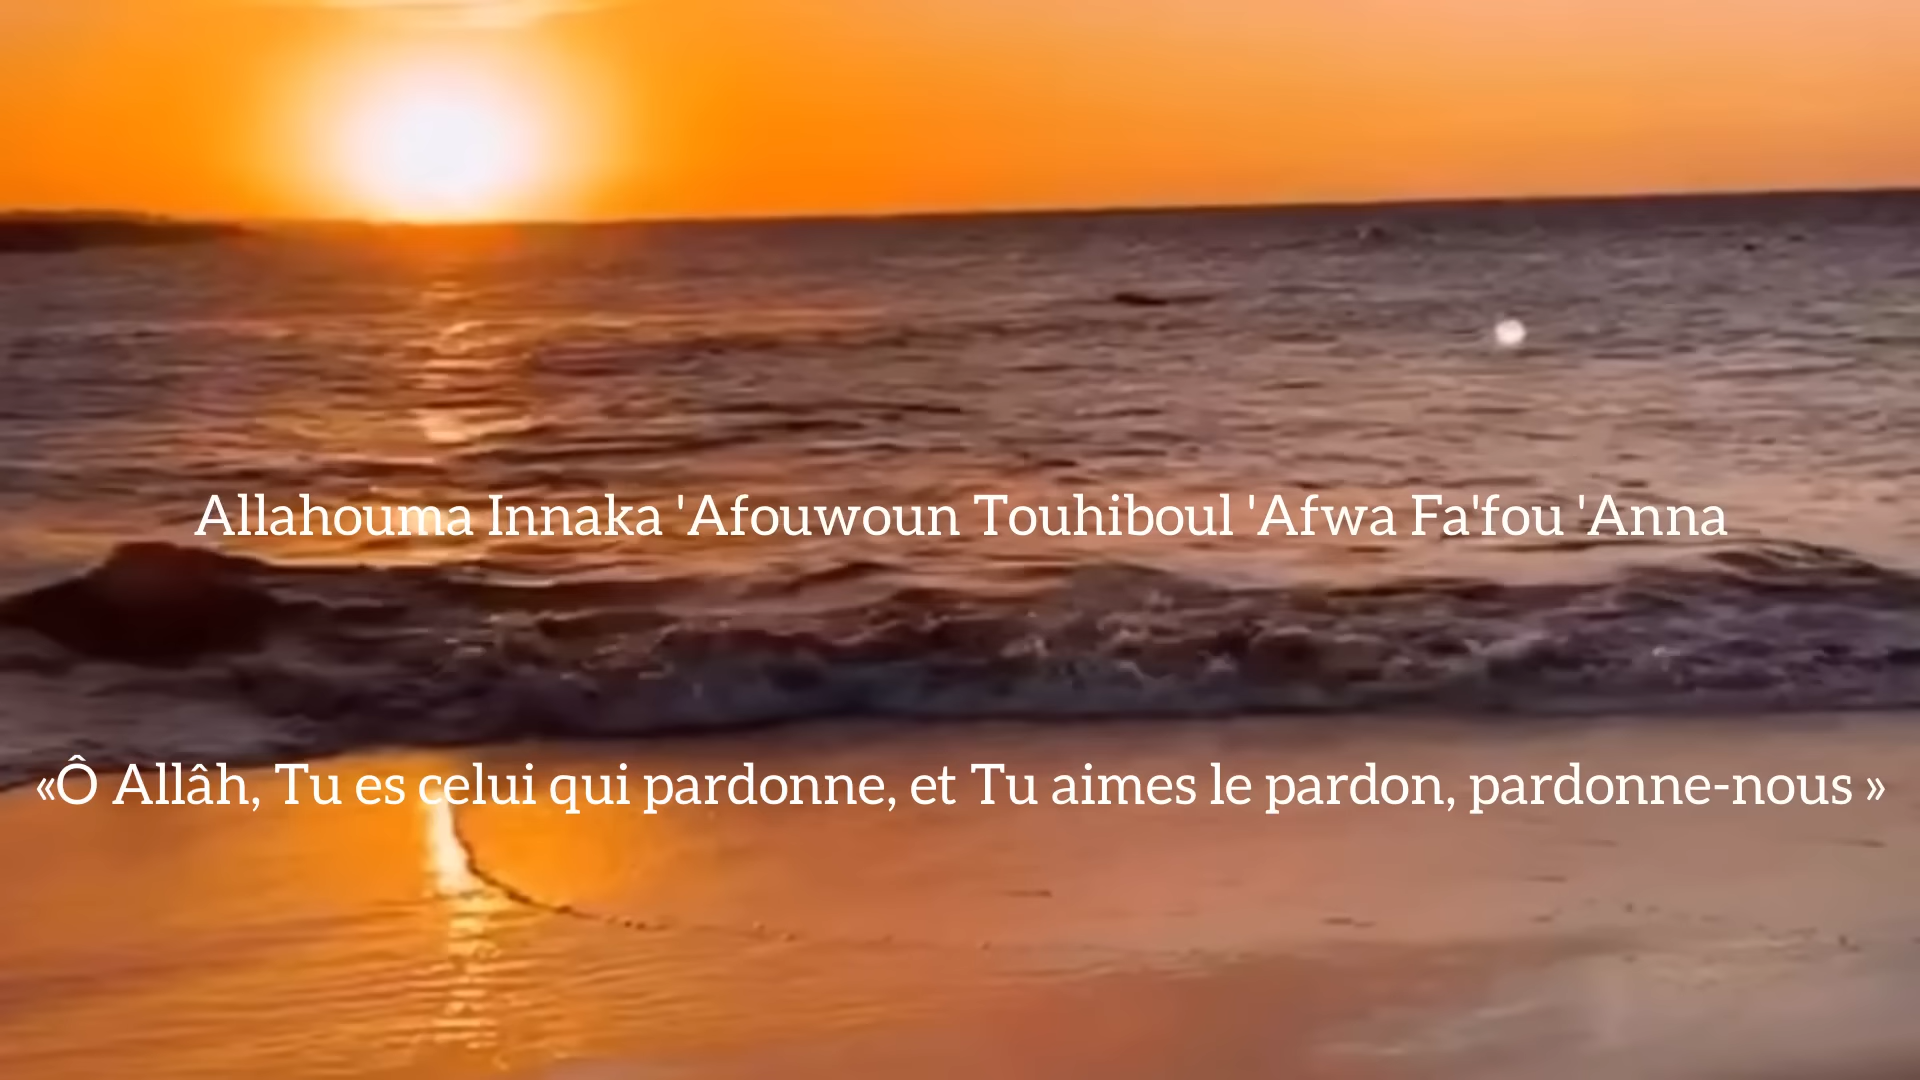 Allahouma Innaka 'Afouwoun Touhiboul 'Afwa Fa'fou 'Anna
«Ô Allâh, Tu es celui qui pardonne, et Tu aimes le pardon, pardonne-nous »